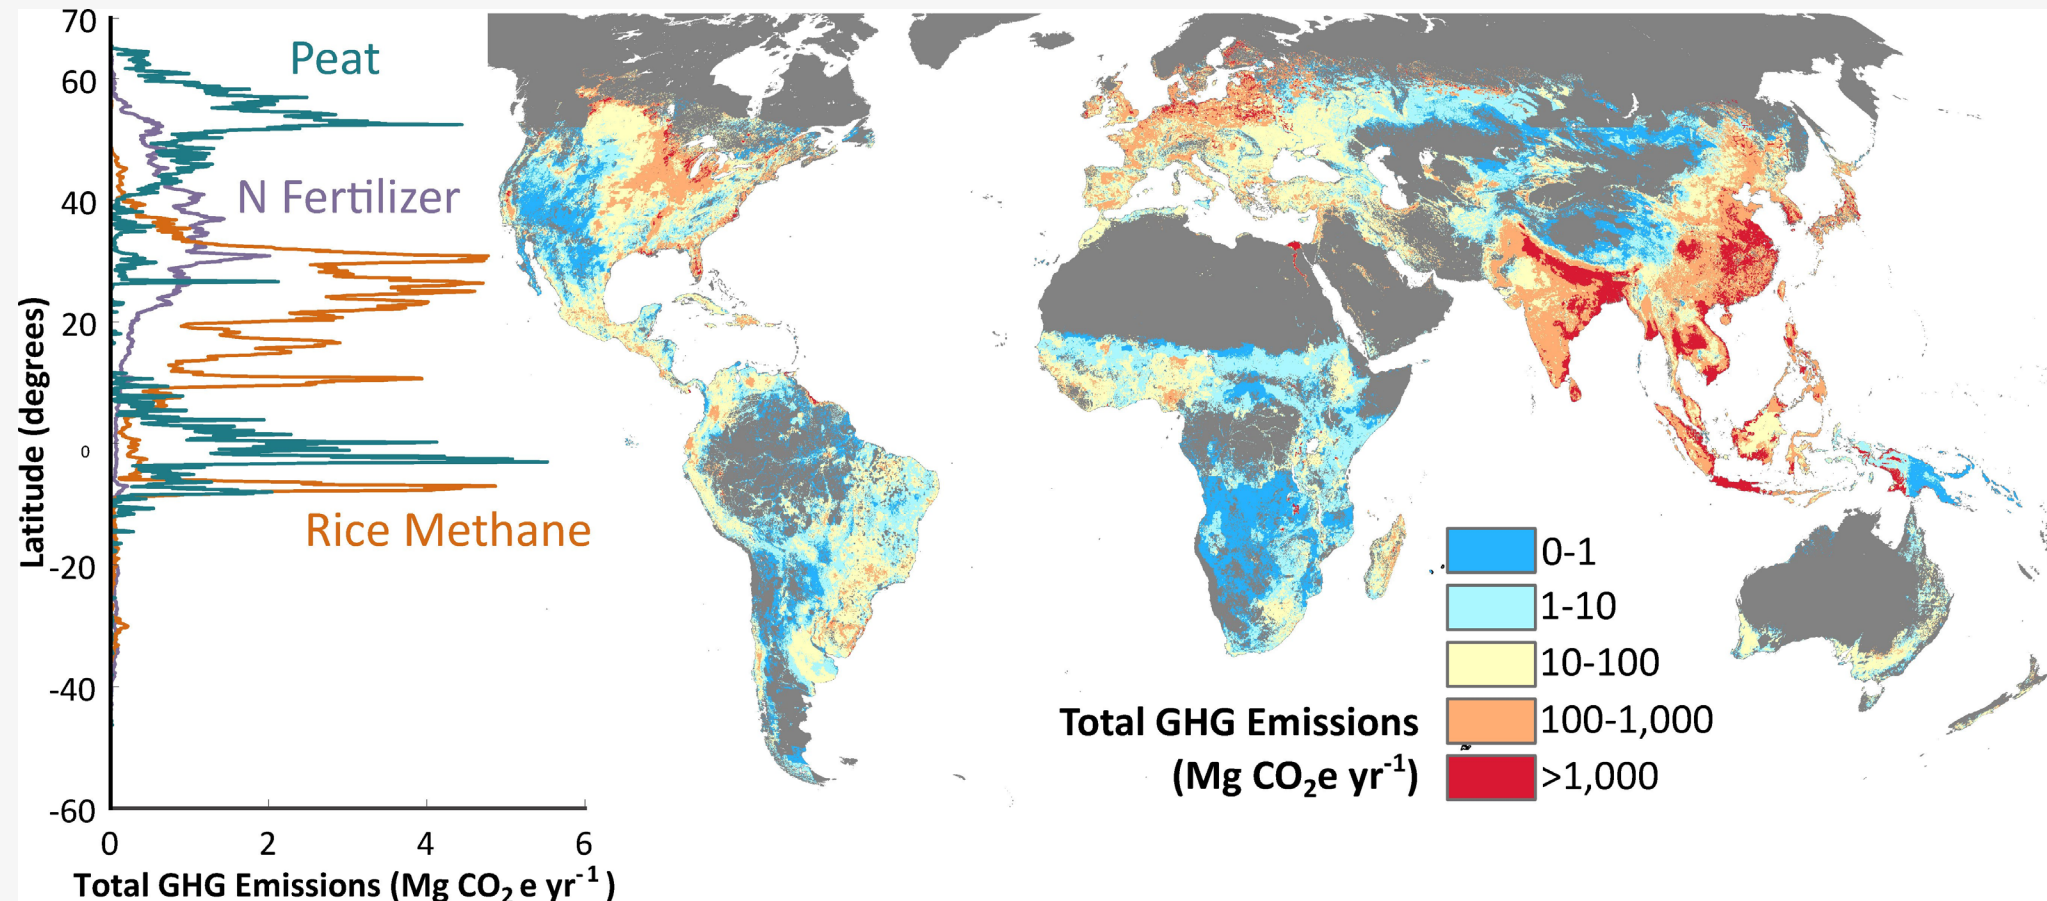 70
60
40
20
0
-20
-40
-60
Latitude (degrees)
Peat
N Fertilizer
Rice Methane
0 2 4 6
Total GHG Emissions (Mg CO₂ e yr⁻¹ )
Total GHG Emissions
(Mg CO₂e yr⁻¹)
0-1
1-10
10-100
100-1,000
>1,000